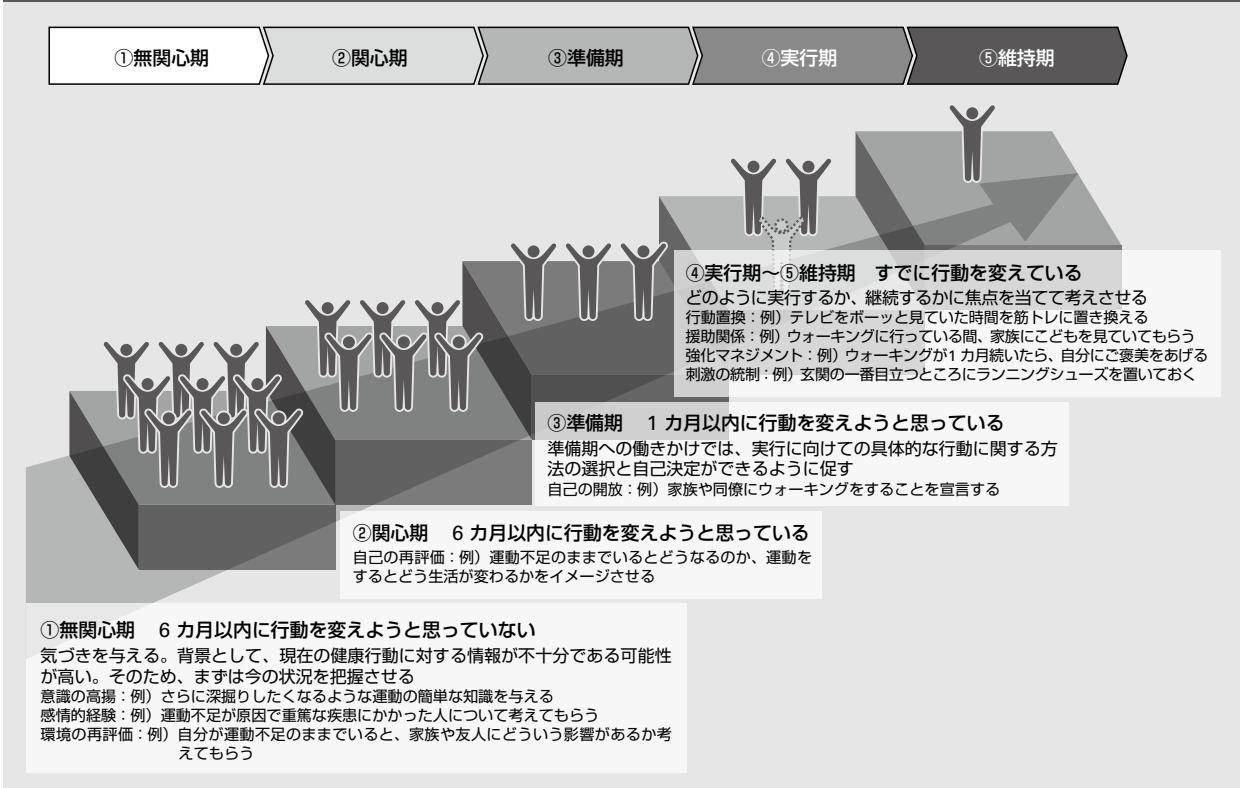 ①無関心期
②関心期
③準備期
④実行期
⑤維持期
④実行期～⑤維持期　すでに行動を変えている
どのように実行するか、継続するかに焦点を当てて考えさせる
行動置換：例）テレビをボーッと見ていた時間を筋トレに置き換える
援助関係：例）ウォーキングに行っている間、家族にこどもを見ていてもらう
強化マネジメント：例）ウォーキングが1 カ月続いたら、自分にご褒美をあげる
刺激の統制：例）玄関の一番目立つところにランニングシューズを置いておく
③準備期　1 カ月以内に行動を変えようと思っている
準備期への働きかけでは、実行に向けての具体的な行動に関する方
法の選択と自己決定ができるように促す
自己の開放：例）家族や同僚にウォーキングをすることを宣言する
②関心期　6 カ月以内に行動を変えようと思っている
自己の再評価：例）運動不足のままでいるとどうなるのか、運動を
するとどう生活が変わるかをイメージさせる
①無関心期　6 カ月以内に行動を変えようと思っていない
気づきを与える。背景として、現在の健康行動に対する情報が不十分である可能性
が高い。そのため、まずは今の状況を把握させる
意識の高揚：例）さらに深掘りしたくなるような運動の簡単な知識を与える
感情的経験：例）運動不足が原因で重篤な疾患にかかった人について考えてもらう
環境の再評価：例）自分が運動不足のままでいると、家族や友人にどういう影響があるか考
えてもらう